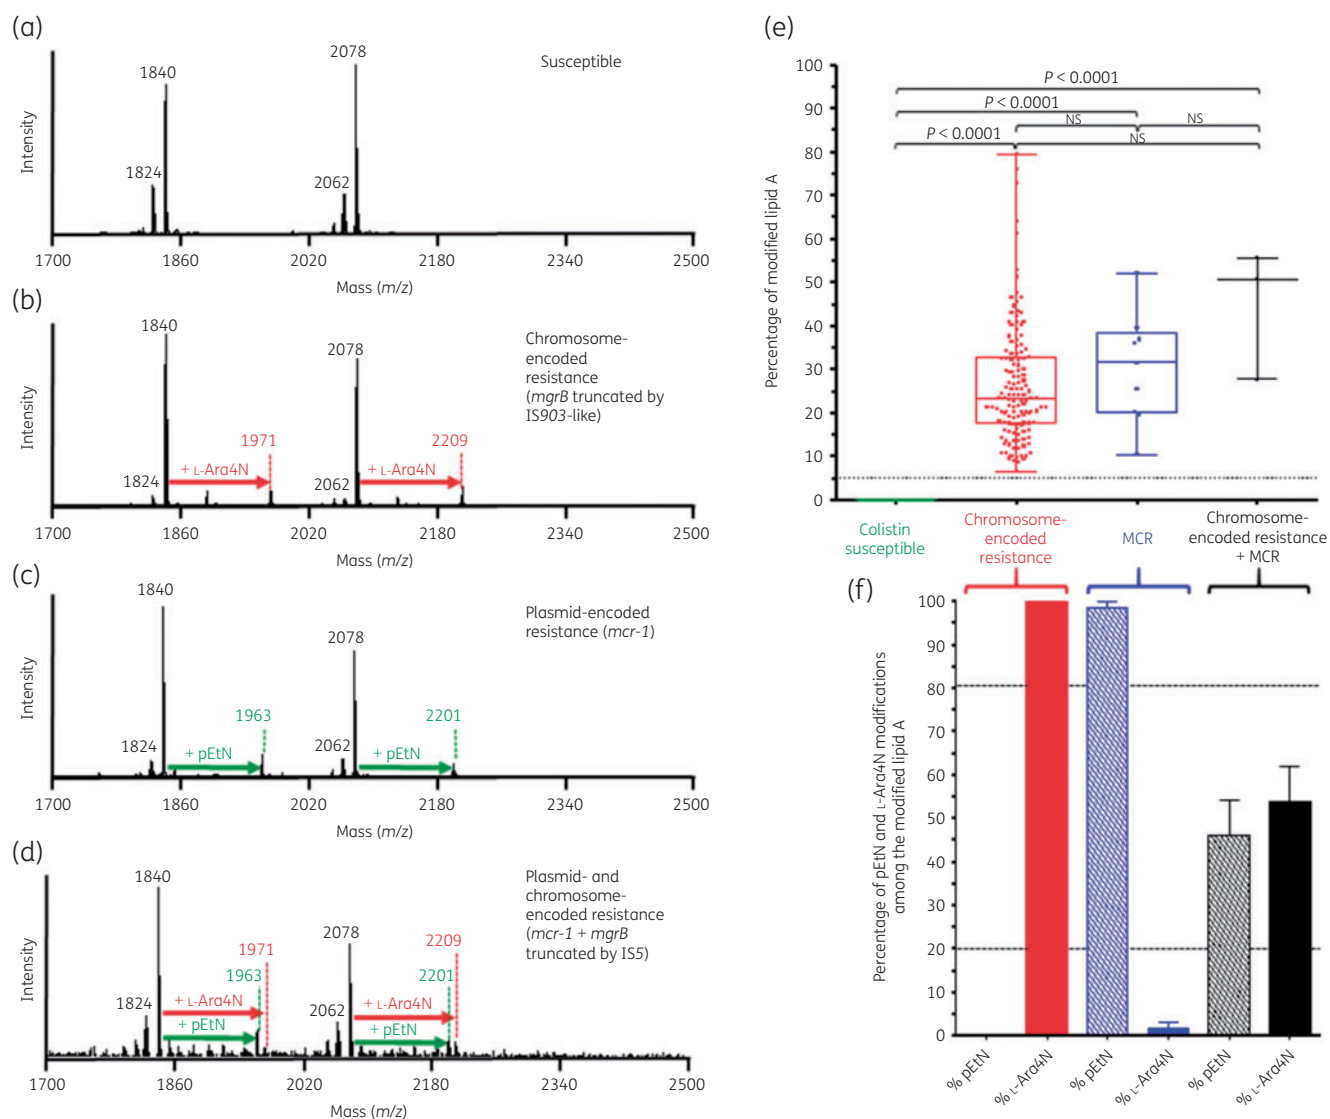 (a)
Intensity
1824
1840
2062
2078
Susceptible
1700 1860 2020 2180 2340 2500
Mass (m/z)
(b)
Intensity
1824
1840
+ L-Ara4N
1971
2062
2078
+ L-Ara4N
2209
Chromosome-
encoded
resistance
(mgrB truncated by
IS903-like)
1700 1860 2020 2180 2340 2500
Mass (m/z)
(c)
Intensity
1824
1840
+ pEtN
1963
2062
2078
+ pEtN
2201
Plasmid-encoded
resistance (mcr-1)
1700 1860 2020 2180 2340 2500
Mass (m/z)
(d)
Intensity
1824
1840
+ L-Ara4N
+ pEtN
1971
1963
2062
2078
+ L-Ara4N
+ pEtN
2209
2201
Plasmid- and
chromosome-
encoded resistance
(mcr-1 + mgrB
truncated by IS5)
1700 1860 2020 2180 2340 2500
Mass (m/z)
(e)
Percentage of modified lipid A
100
90
80
70
60
50
40
30
20
10
0
P < 0.0001
P < 0.0001
NS
NS
P < 0.0001
NS
Colistin
susceptible
Chromosome-
encoded
resistance
MCR
Chromosome-
encoded resistance
+ MCR
(f)
Percentage of pEtN and L-Ara4N modifications
among the modified lipid A
100
90
80
70
60
50
40
30
20
10
0
% pEtN
% L-Ara4N
% pEtN
% L-Ara4N
% pEtN
% L-Ara4N